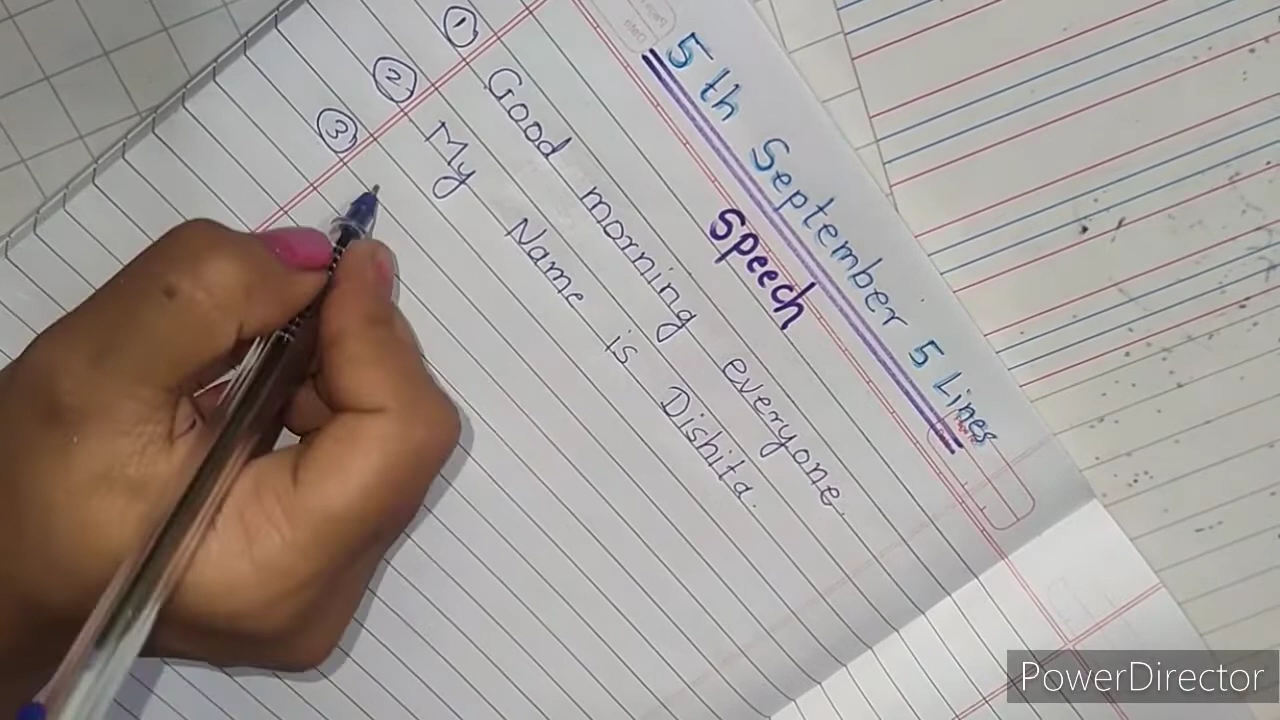 5th September 5 Lines
Speech
① Good morning everyone.
② My Name is Dishita.
③
PowerDirector